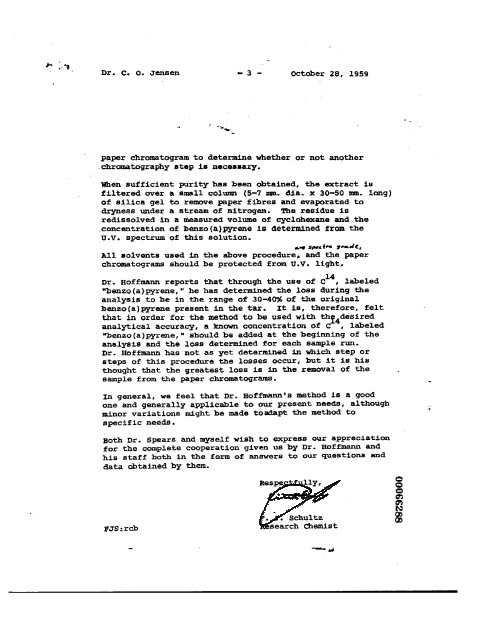 Dr. C. O. Jensen - 3 - October 28, 1959
paper chromatogram to determine whether or not another
chromatography step is necessary.
When sufficient purity has been obtained, the extract is
filtered over a small column (5-7 mm. dia. x 30-50 mm. long)
of silica gel to remove paper fibres and evaporated to
dryness under a stream of nitrogen. The residue is
redissolved in a measured volume of cyclohexane and the
concentration of benzo(a)pyrene is determined from the
U.V. spectrum of this solution.
are spectro grade,
All solvents used in the above procedure, and the paper
chromatograms should be protected from U.V. light.
Dr. Hoffmann reports that through the use of C14, labeled
"benzo(a)pyrene," he has determined the loss during the
analysis to be in the range of 30-40% of the original
benzo(a)pyrene present in the tar. It is, therefore, felt
that in order for the method to be used with the desired
analytical accuracy, a known concentration of C14, labeled
"benzo(a)pyrene," should be added at the beginning of the
analysis and the loss determined for each sample run.
Dr. Hoffmann has not as yet determined in which step or
steps of this procedure the losses occur, but it is his
thought that the greatest loss is in the removal of the
sample from the paper chromatograms.
In general, we feel that Dr. Hoffmann's method is a good
one and generally applicable to our present needs, although
minor variations might be made toadapt the method to
specific needs.
Both Dr. Spears and myself wish to express our appreciation
for the complete cooperation given us by Dr. Hoffmann and
his staff both in the form of answers to our questions and
data obtained by them.
Respectfully,
Schultz
Research Chemist
FJS:rcb
00066288